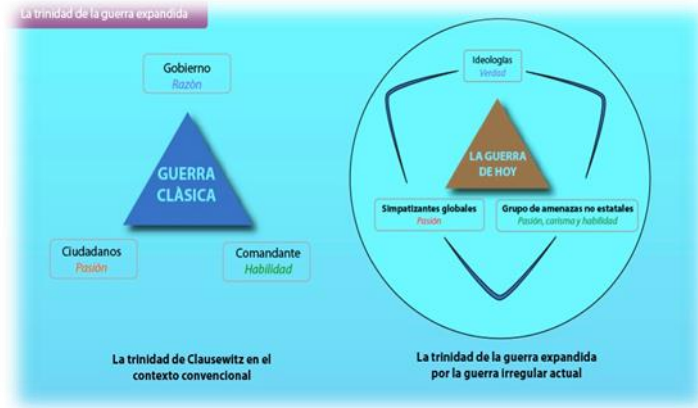 La trinidad de la guerra expandida
Gobierno
Razòn
GUERRA
CLÀSICA
Ciudadanos
Pasión
Comandante
Habilidad
La trinidad de Clausewitz en el
contexto convencional
Ideologías
Verdad
LA GUERRA
DE HOY
Simpatizantes globales
Pasión
Grupo de amenazas no estatales
Pasión, carisma y habilidad
La trinidad de la guerra expandida
por la guerra irregular actual